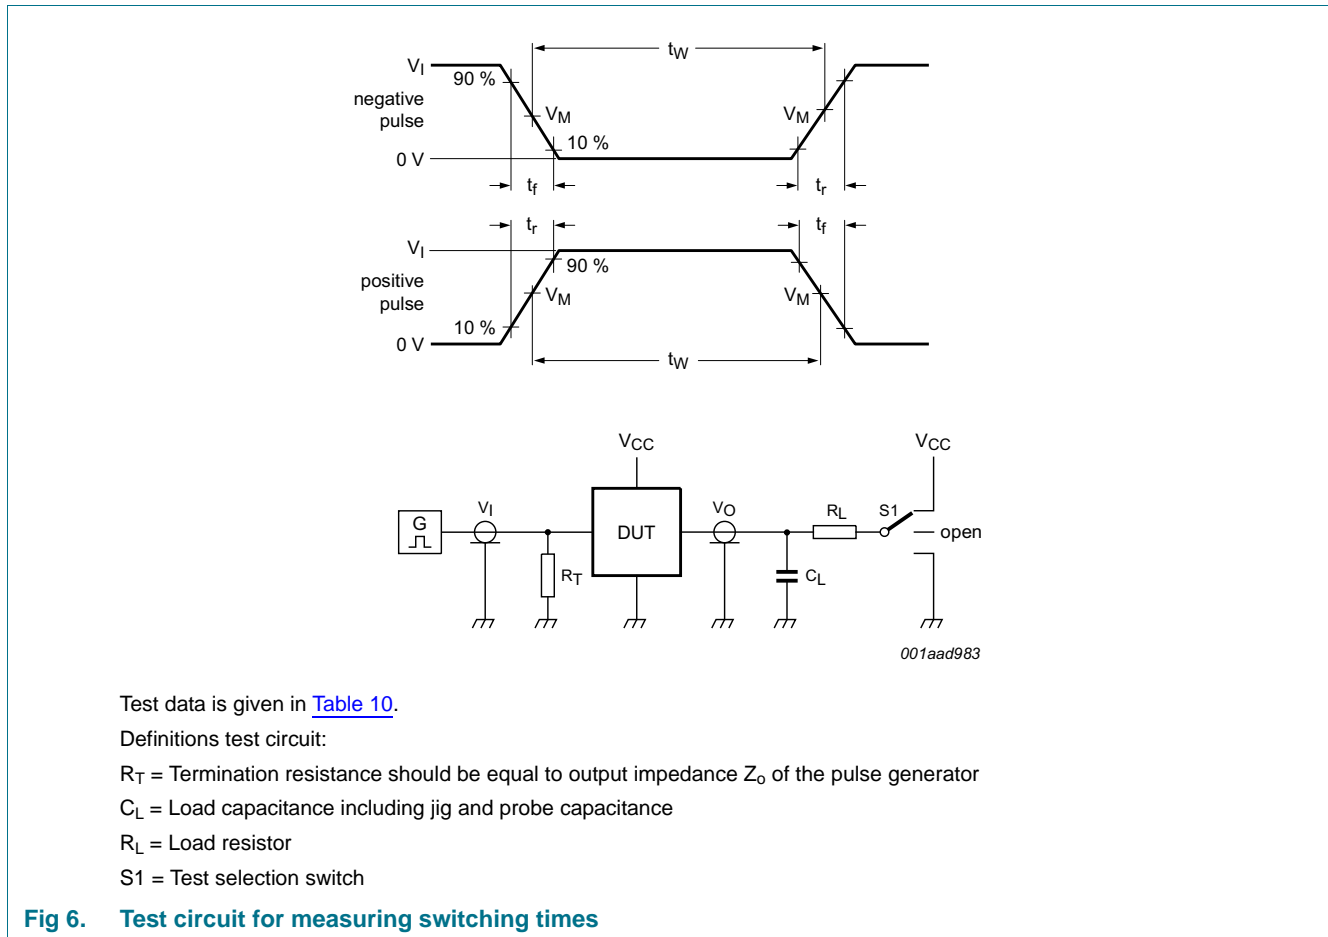 tW
VI
90 %
negative
pulse
VM
VM
10 %
0 V
tf
tr
tr
tf
VI
90 %
positive
pulse
VM
VM
10 %
0 V
tW
VCC
VCC
G
VI
DUT
VO
RL
S1
open
RT
CL
001aad983
Test data is given in Table 10.
Definitions test circuit:
RT = Termination resistance should be equal to output impedance Zo of the pulse generator
CL = Load capacitance including jig and probe capacitance
RL = Load resistor
S1 = Test selection switch
Fig 6. Test circuit for measuring switching times